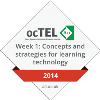 ocTEL
Week 1: Concepts and
strategies for learning
technology
2014